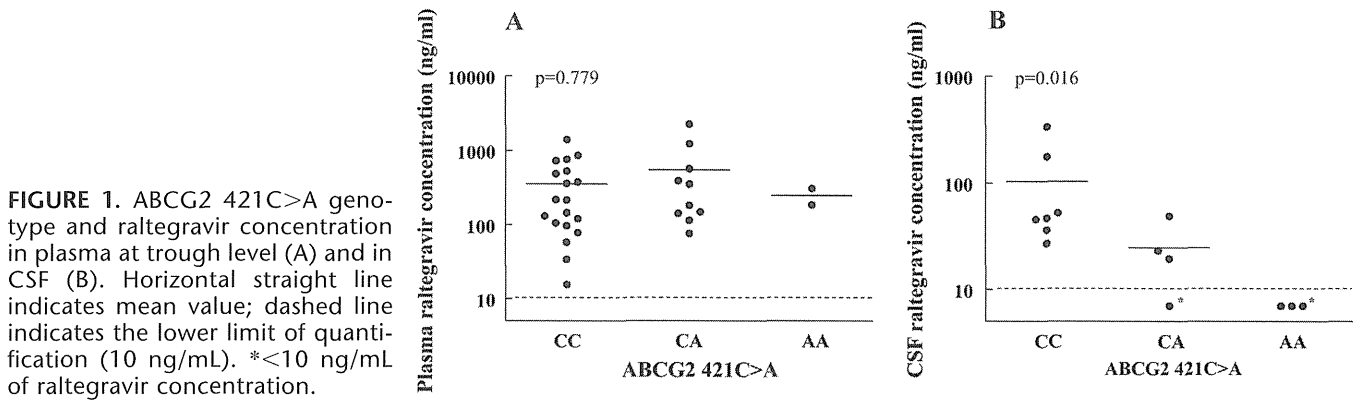 FIGURE 1. ABCG2 421C>A geno-
type and raltegravir concentration
in plasma at trough level (A) and in
CSF (B). Horizontal straight line
indicates mean value; dashed line
indicates the lower limit of quanti-
fication (10 ng/mL). *<10 ng/mL
of raltegravir concentration.
A
Plasma raltegravir concentration (ng/ml)
p=0.779
10000
1000
100
10
CC CA AA
ABCG2 421C>A
B
CSF raltegravir concentration (ng/ml)
p=0.016
1000
100
10
* *
CC CA AA
ABCG2 421C>A